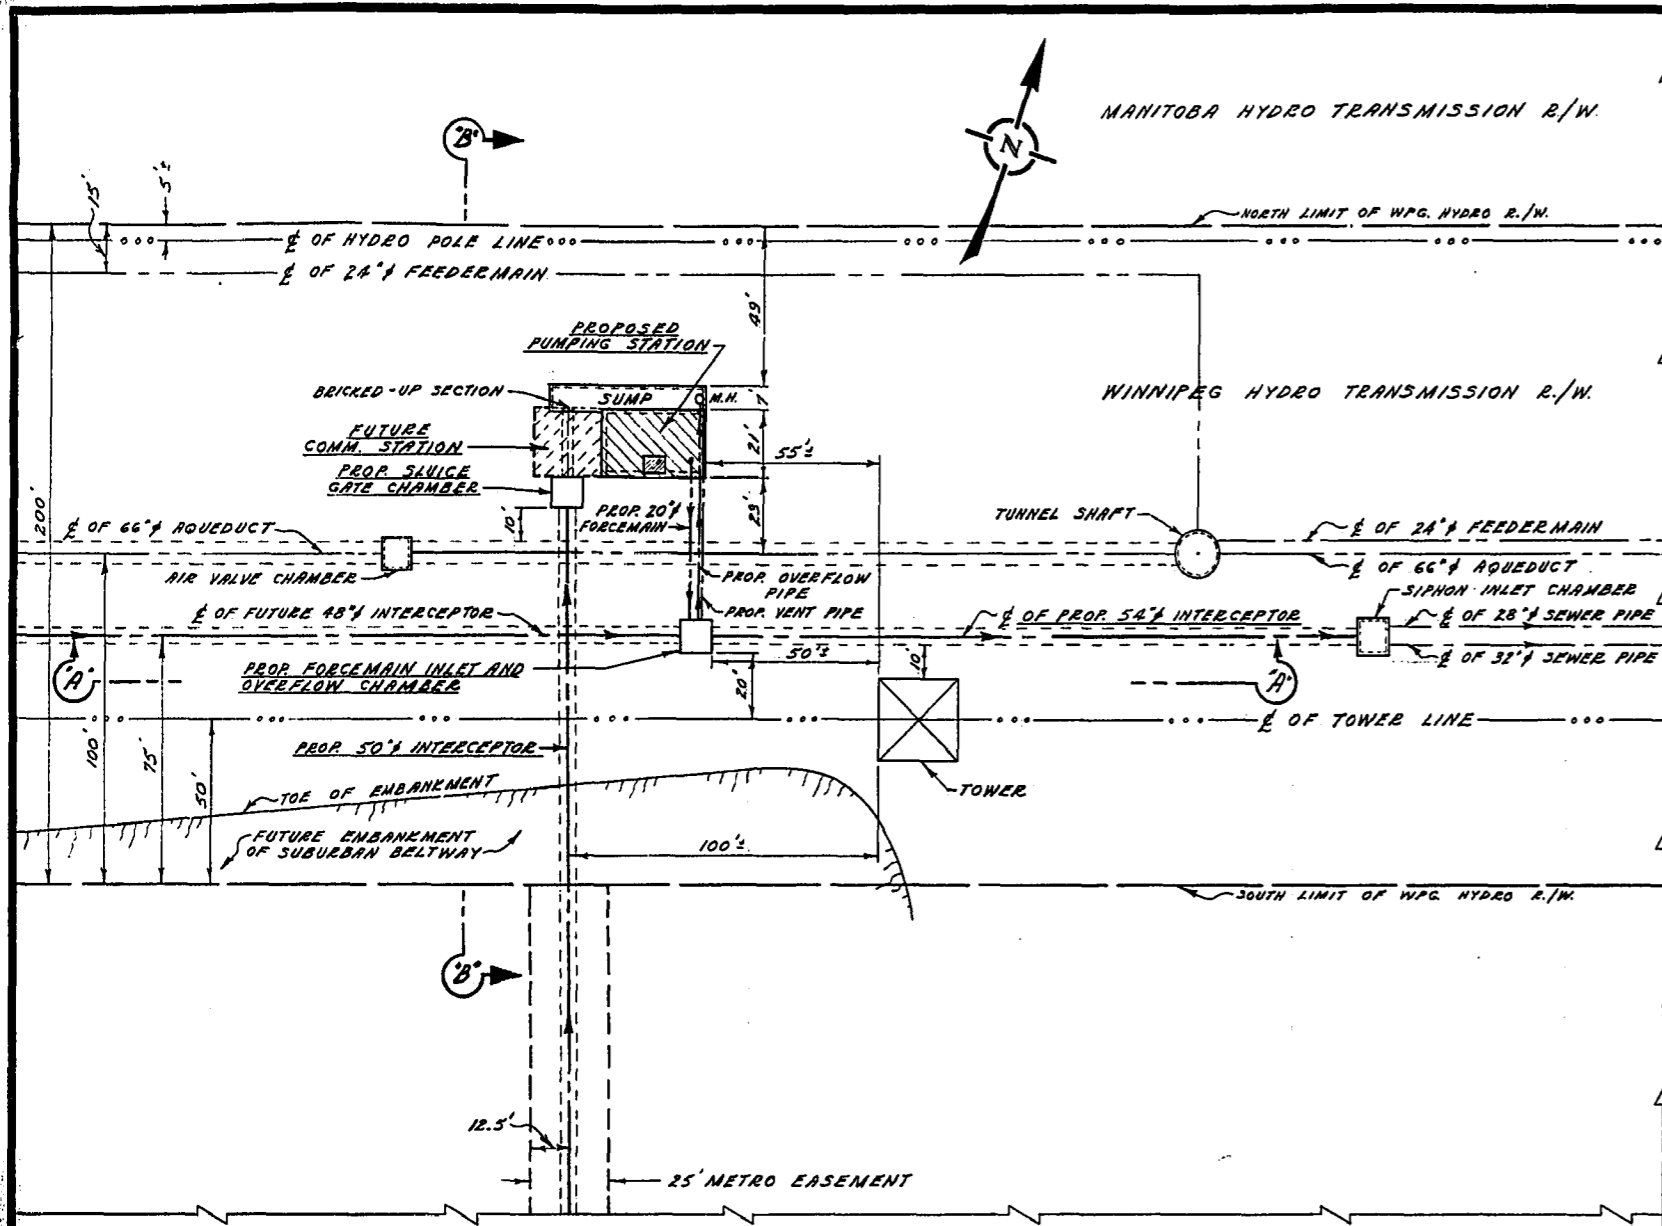 MANITOBA HYDRO TRANSMISSION R/W.
"B"
N
15'
5'±
NORTH LIMIT OF WPG. HYDRO R./W.
℄ OF HYDRO POLE LINE
℄ OF 24"ϕ FEEDERMAIN
49'
PROPOSED
PUMPING STATION
BRICKED-UP SECTION
SUMP
M.H.
7'
WINNIPEG HYDRO TRANSMISSION R/W.
FUTURE
COMM. STATION
21'
55'±
PROP. SLUICE
GATE CHAMBER
200'
10'
PROP. 20"ϕ
FORCEMAIN
23'
TUNNEL SHAFT
℄ OF 66"ϕ AQUEDUCT
℄ OF 24"ϕ FEEDERMAIN
℄ OF 66"ϕ AQUEDUCT
AIR VALVE CHAMBER
PROP. OVERFLOW
PIPE
SIPHON INLET CHAMBER
℄ OF FUTURE 48"ϕ INTERCEPTOR
PROP. VENT PIPE
℄ OF PROP. 54"ϕ INTERCEPTOR
℄ OF 28"ϕ SEWER PIPE
50'±
10'
℄ OF 32"ϕ SEWER PIPE
"A"
PROP. FORCEMAIN INLET AND
OVERFLOW CHAMBER
20'
"A"
℄ OF TOWER LINE
100'
75'
50'
PROP. 50"ϕ INTERCEPTOR
TOE OF EMBANKMENT
TOWER
FUTURE EMBANKMENT
OF SUBURBAN BELTWAY
100'±
SOUTH LIMIT OF WPG. HYDRO R./W.
"B"
12.5'
25' METRO EASEMENT